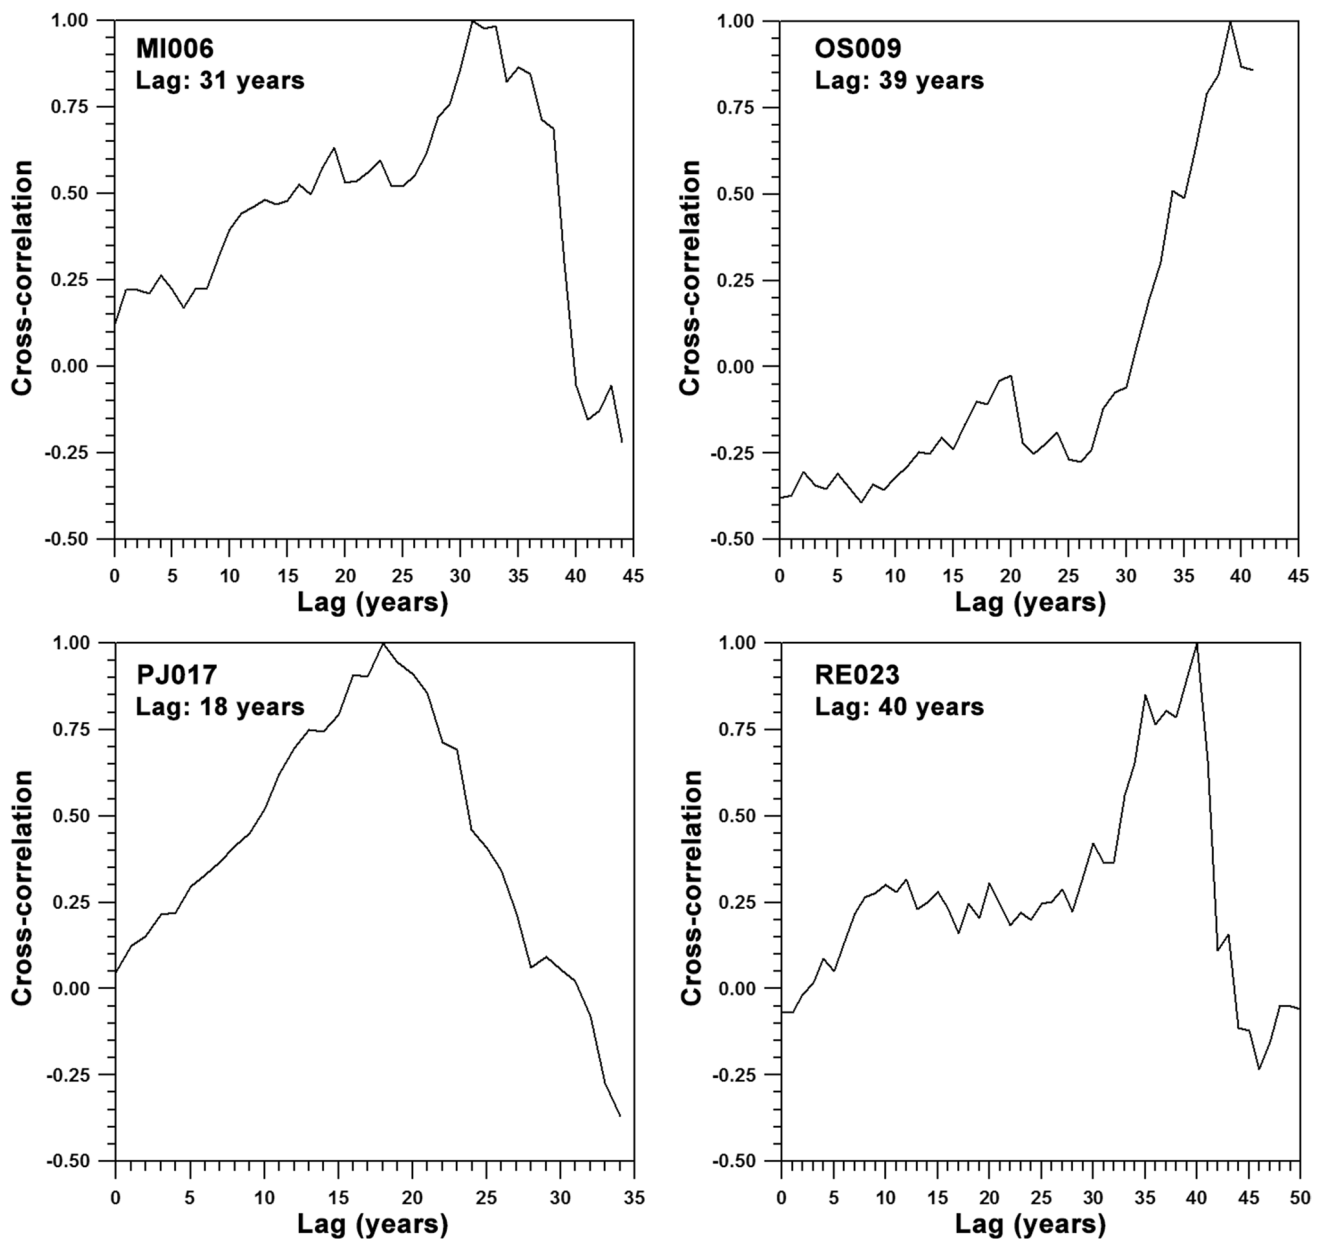 MI006
Lag: 31 years
1.00
0.75
0.50
0.25
0.00
-0.25
-0.50
Cross-correlation
0 5 10 15 20 25 30 35 40 45
Lag (years)
OS009
Lag: 39 years
1.00
0.75
0.50
0.25
0.00
-0.25
-0.50
Cross-correlation
0 5 10 15 20 25 30 35 40 45
Lag (years)
PJ017
Lag: 18 years
1.00
0.75
0.50
0.25
0.00
-0.25
-0.50
Cross-correlation
0 5 10 15 20 25 30 35
Lag (years)
RE023
Lag: 40 years
1.00
0.75
0.50
0.25
0.00
-0.25
-0.50
Cross-correlation
0 5 10 15 20 25 30 35 40 45 50
Lag (years)